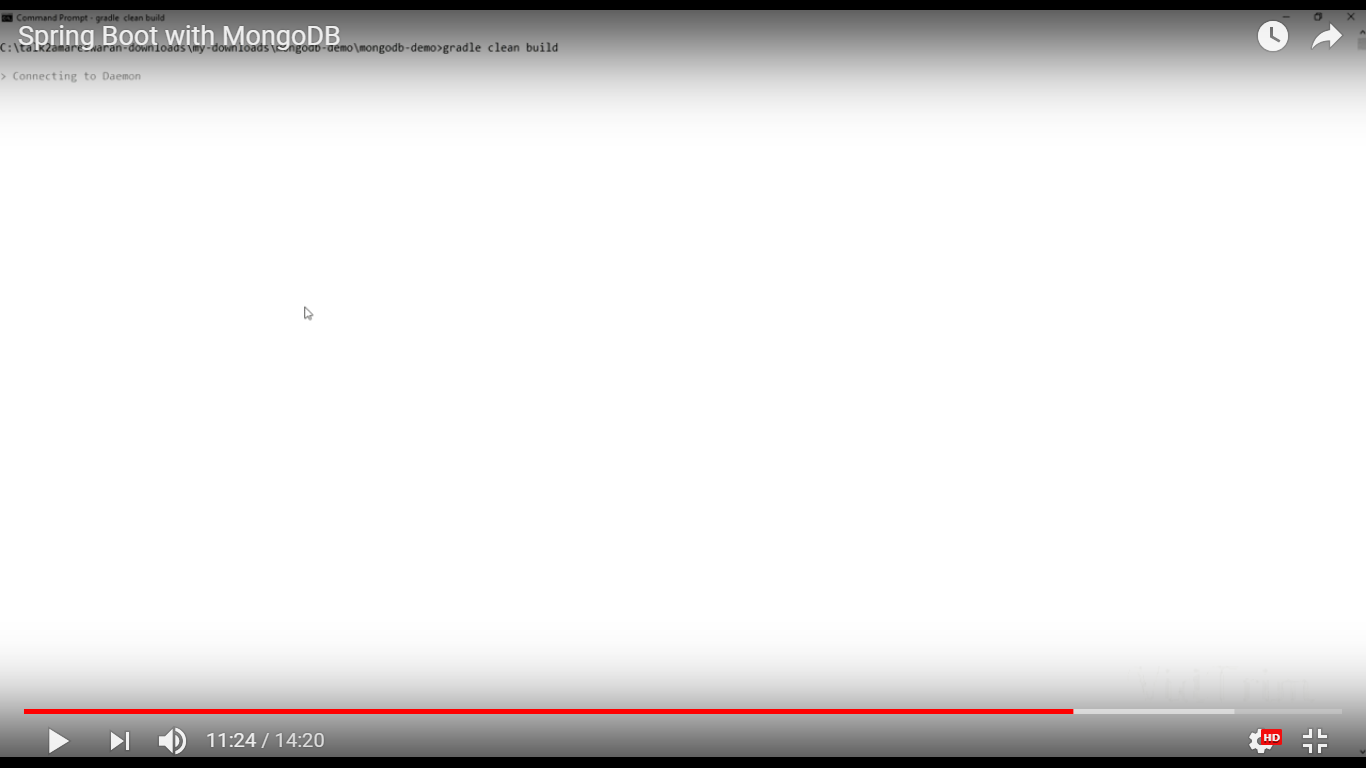 Command Prompt - gradle clean build
Spring Boot with MongoDB
C:\talk2amareswaran-downloads\my-downloads\mongodb-demo\mongodb-demo>gradle clean build
> Connecting to Daemon
11:24 / 14:20
HD